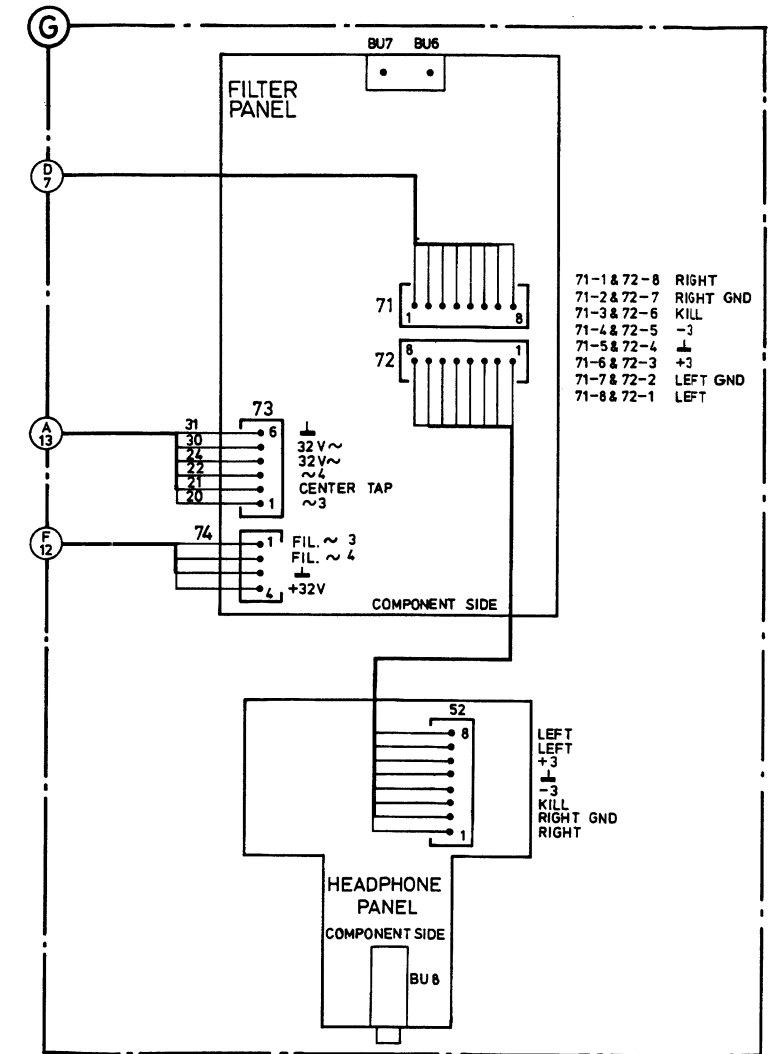 G
BU7 BU6
FILTER
PANEL
D
7
71
1
8
71-1 & 72-8 RIGHT
71-2 & 72-7 RIGHT GND
71-3 & 72-6 KILL
71-4 & 72-5 -3
71-5 & 72-4 ⏚
71-6 & 72-3 +3
71-7 & 72-2 LEFT GND
71-8 & 72-1 LEFT
72
8
1
A
13
73
31
30
24
22
21
20
6
1
⏚
32V~
32V~
~4
CENTER TAP
~3
F
12
74
1
4
FIL. ~ 3
FIL. ~ 4
⏚
+32V
COMPONENT SIDE
52
8
1
LEFT
LEFT
+3
⏚
-3
KILL
RIGHT GND
RIGHT
HEADPHONE
PANEL
COMPONENT SIDE
BU8